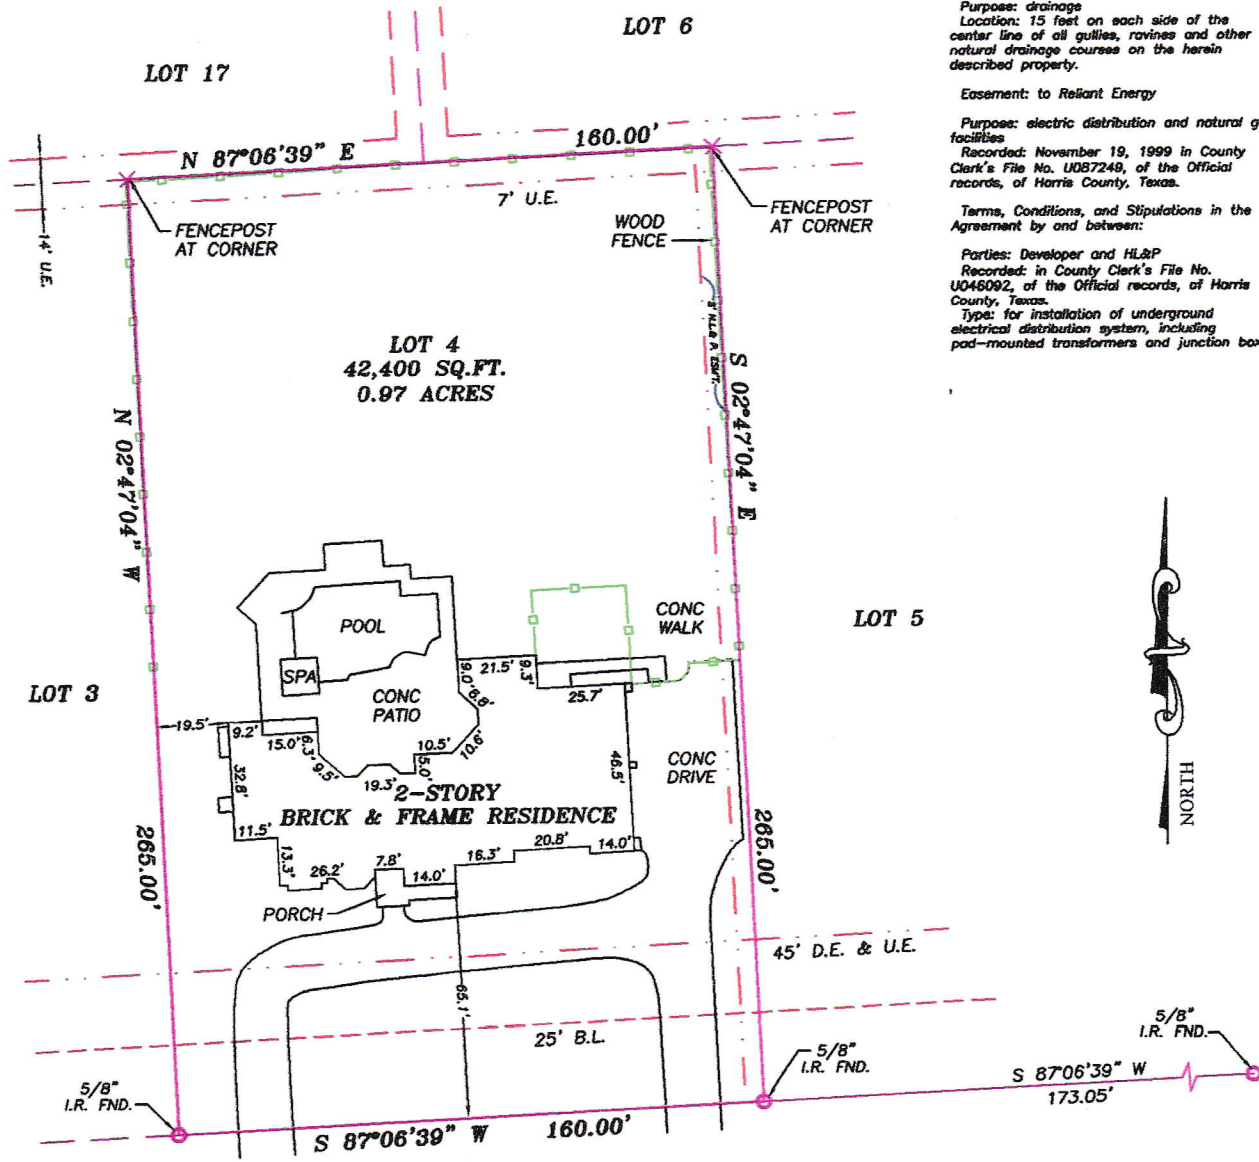 Purpose: drainage
Location: 15 feet on each side of the
center line of all gullies, ravines and other
natural drainage courses on the herein
described property.
Easement: to Reliant Energy
Purpose: electric distribution and natural g
facilities
Recorded: November 19, 1999 in County
Clerk's File No. U087249, of the Official
records, of Harris County, Texas.
Terms, Conditions, and Stipulations in the
Agreement by and between:
Parties: Developer and HL&P
Recorded: in County Clerk's File No.
U046092, of the Official records, of Harris
County, Texas.
Type: for installation of underground
electrical distribution system, including
pad-mounted transformers and junction box
LOT 6
LOT 17
N 87°06'39" E
160.00'
7' U.E.
14' U.E.
FENCEPOST
AT CORNER
WOOD
FENCE
FENCEPOST
AT CORNER
H.L.& P. ESMT.
LOT 4
42,400 SQ.FT.
0.97 ACRES
N 02°47'04" W
S 02°47'04" E
LOT 5
LOT 3
POOL
SPA
CONC
PATIO
CONC
WALK
CONC
DRIVE
21.5'
9.3'
9.0'
6.8'
25.7'
19.5'
9.2'
15.0'
6.3'
9.5'
19.3'
5.0'
10.5'
10.6'
46.5'
32.8'
2-STORY
BRICK & FRAME RESIDENCE
11.5'
13.3'
26.2'
7.8'
14.0'
16.3'
20.8'
14.0'
PORCH
265.00'
265.00'
NORTH
45' D.E. & U.E.
65.1'
25' B.L.
5/8"
I.R. FND.
5/8"
I.R. FND.
5/8"
I.R. FND.
S 87°06'39" W
160.00'
S 87°06'39" W
173.05'